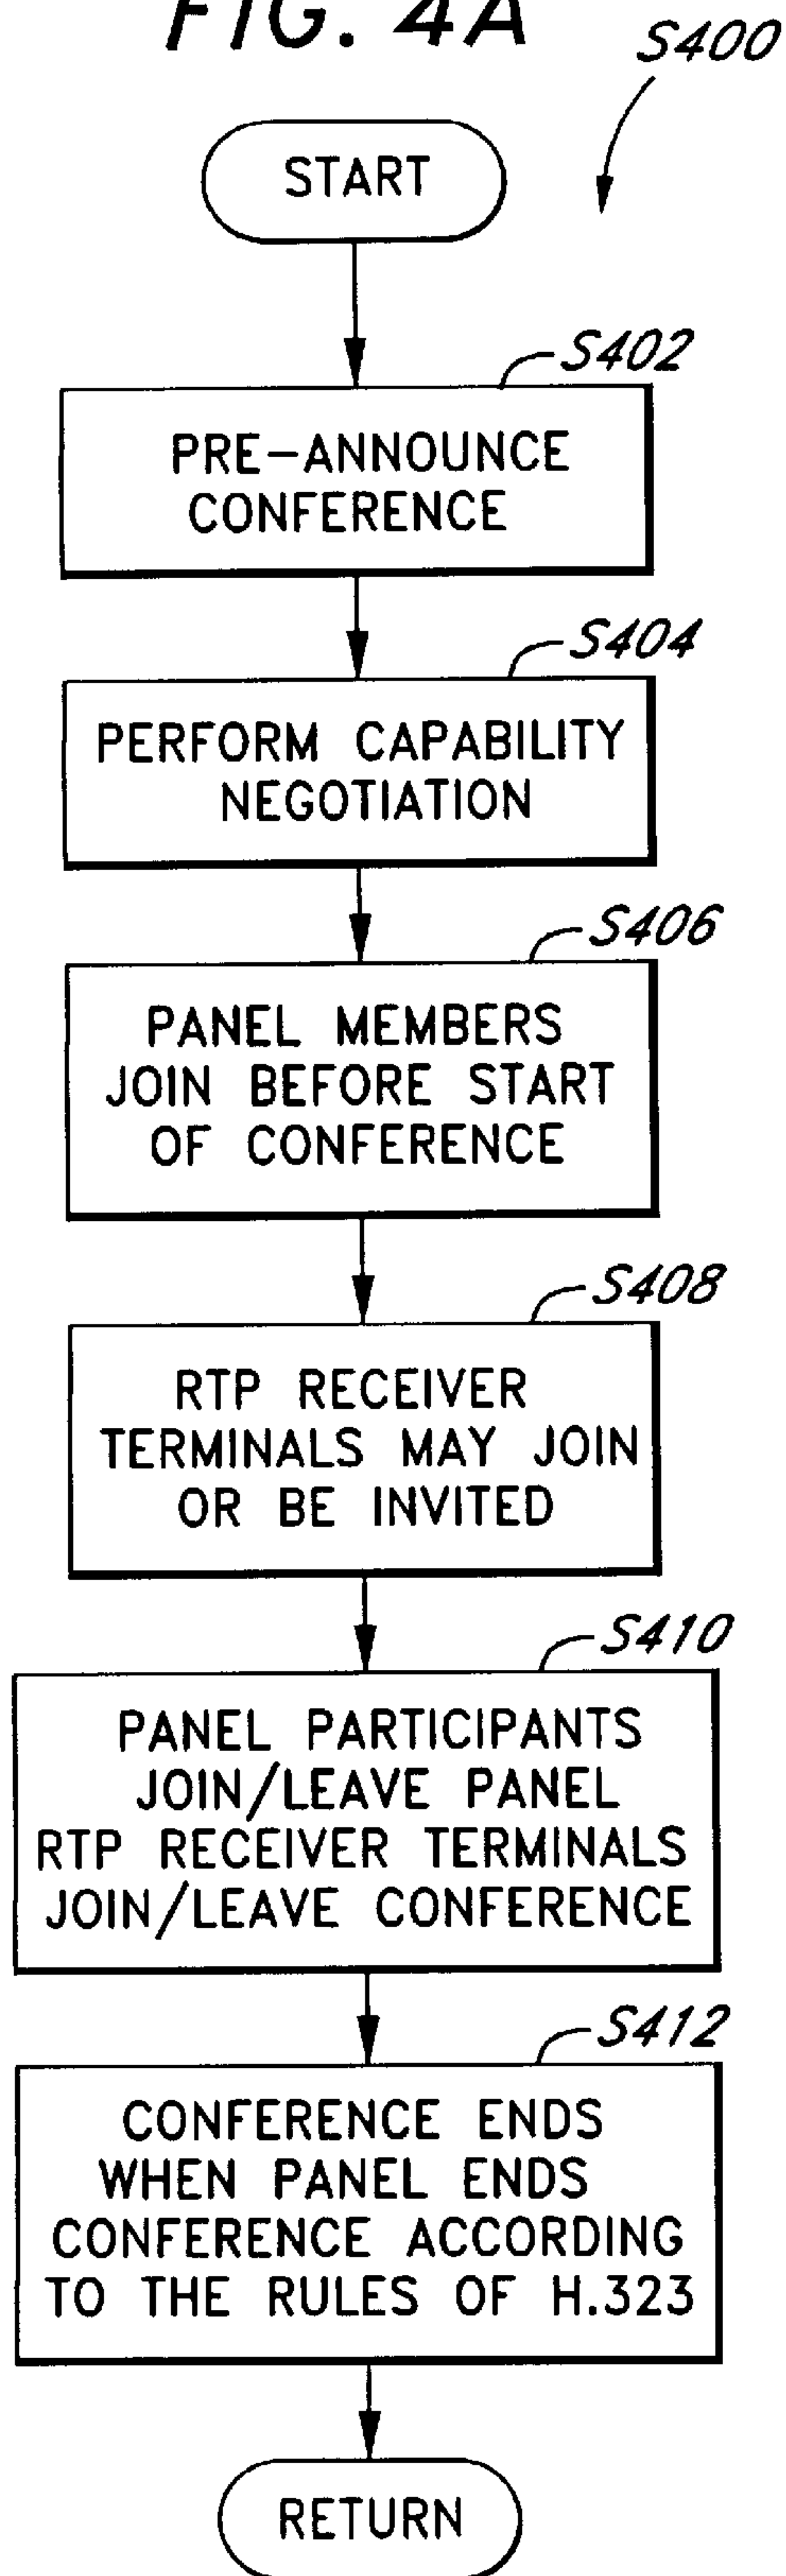 FIG. 4A
S400
START
S402
PRE-ANNOUNCE
CONFERENCE
S404
PERFORM CAPABILITY
NEGOTIATION
S406
PANEL MEMBERS
JOIN BEFORE START
OF CONFERENCE
S408
RTP RECEIVER
TERMINALS MAY JOIN
OR BE INVITED
S410
PANEL PARTICIPANTS
JOIN/LEAVE PANEL
RTP RECEIVER TERMINALS
JOIN/LEAVE CONFERENCE
S412
CONFERENCE ENDS
WHEN PANEL ENDS
CONFERENCE ACCORDING
TO THE RULES OF H.323
RETURN